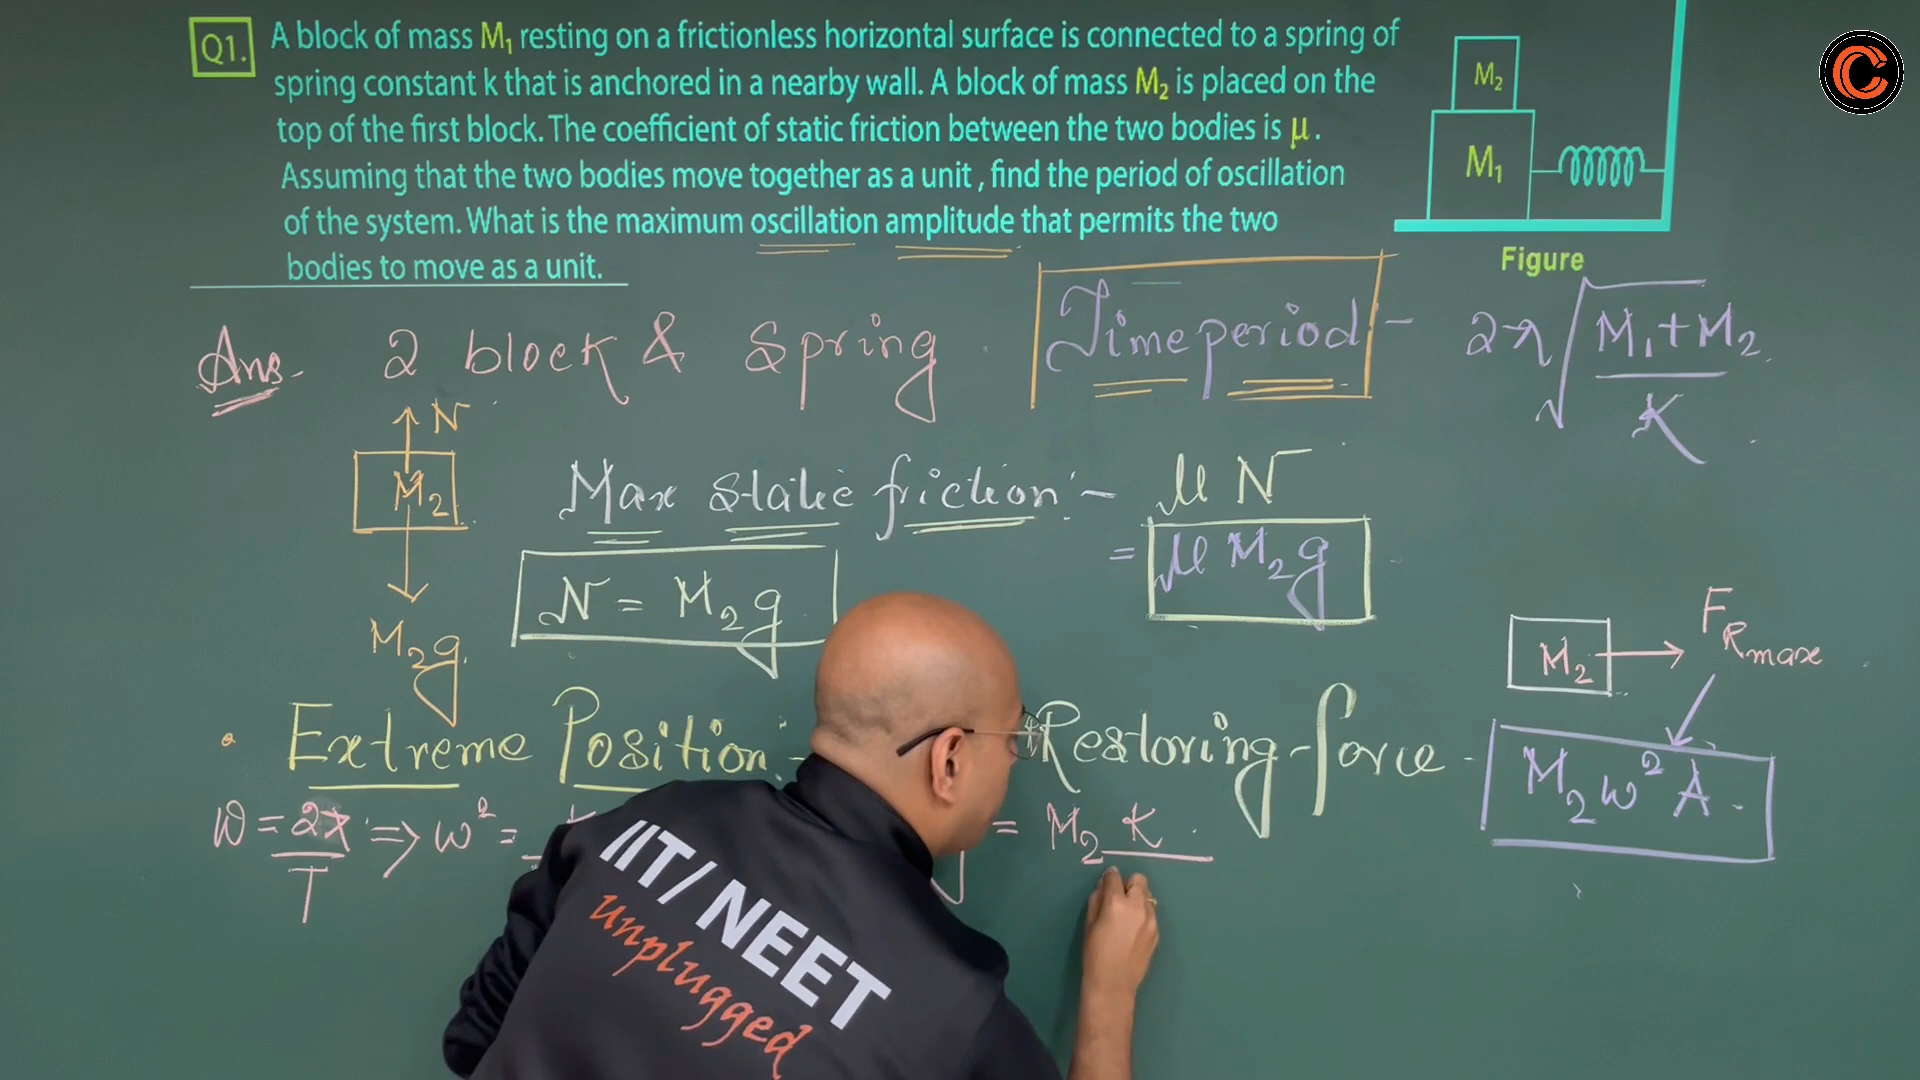 Q1. A block of mass M₁ resting on a frictionless horizontal surface is connected to a spring of
spring constant k that is anchored in a nearby wall. A block of mass M₂ is placed on the
top of the first block. The coefficient of static friction between the two bodies is μ.
Assuming that the two bodies move together as a unit, find the period of oscillation
of the system. What is the maximum oscillation amplitude that permits the two
bodies to move as a unit.
M₂
M₁
Figure
Ans. 2 block & Spring. Time period - 2π√(M₁+M₂/K)
N
M₂
M₂g
Max static friction :- μN
= μM₂g
N = M₂g
M₂ → F_Rmax
• Extreme Position :- Restoring force - M₂ω²A.
ω = 2π/T ⇒ ω² =
= M₂ K
IIT/NEET
unplugged